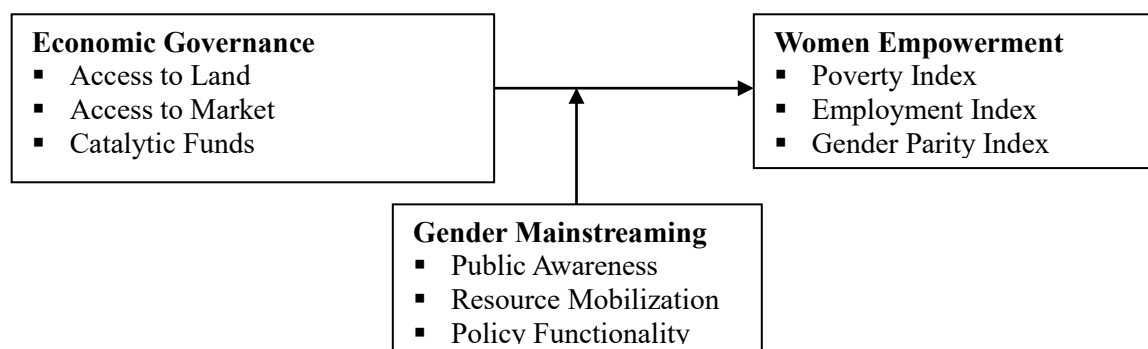 Economic Governance
▪ Access to Land
▪ Access to Market
▪ Catalytic Funds
Women Empowerment
▪ Poverty Index
▪ Employment Index
▪ Gender Parity Index
Gender Mainstreaming
▪ Public Awareness
▪ Resource Mobilization
▪ Policy Functionality